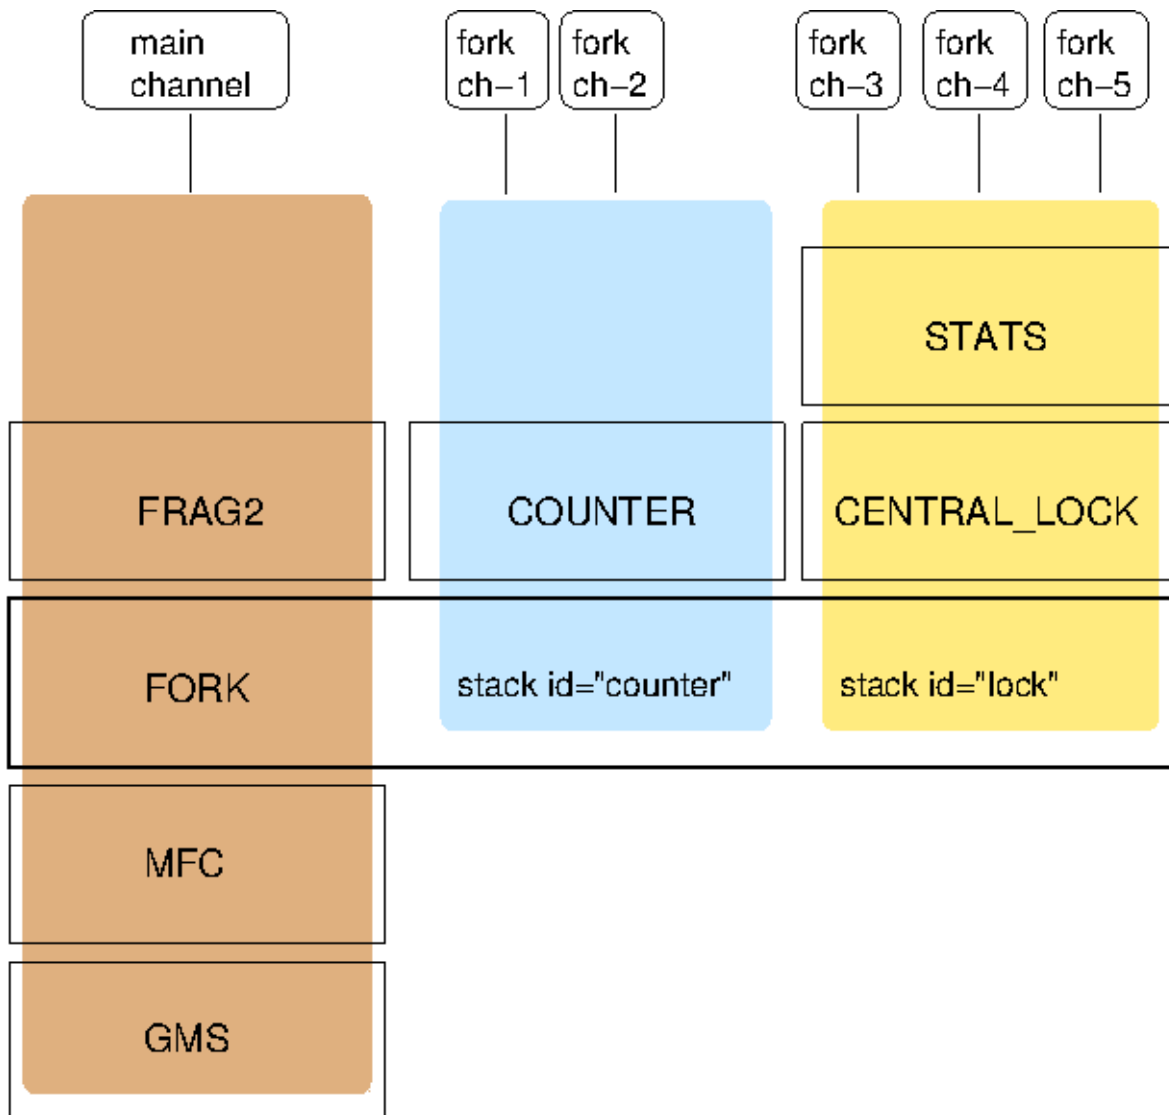 main
channel
fork
ch-1
fork
ch-2
fork
ch-3
fork
ch-4
fork
ch-5
STATS
FRAG2
COUNTER
CENTRAL_LOCK
FORK
stack id="counter"
stack id="lock"
MFC
GMS